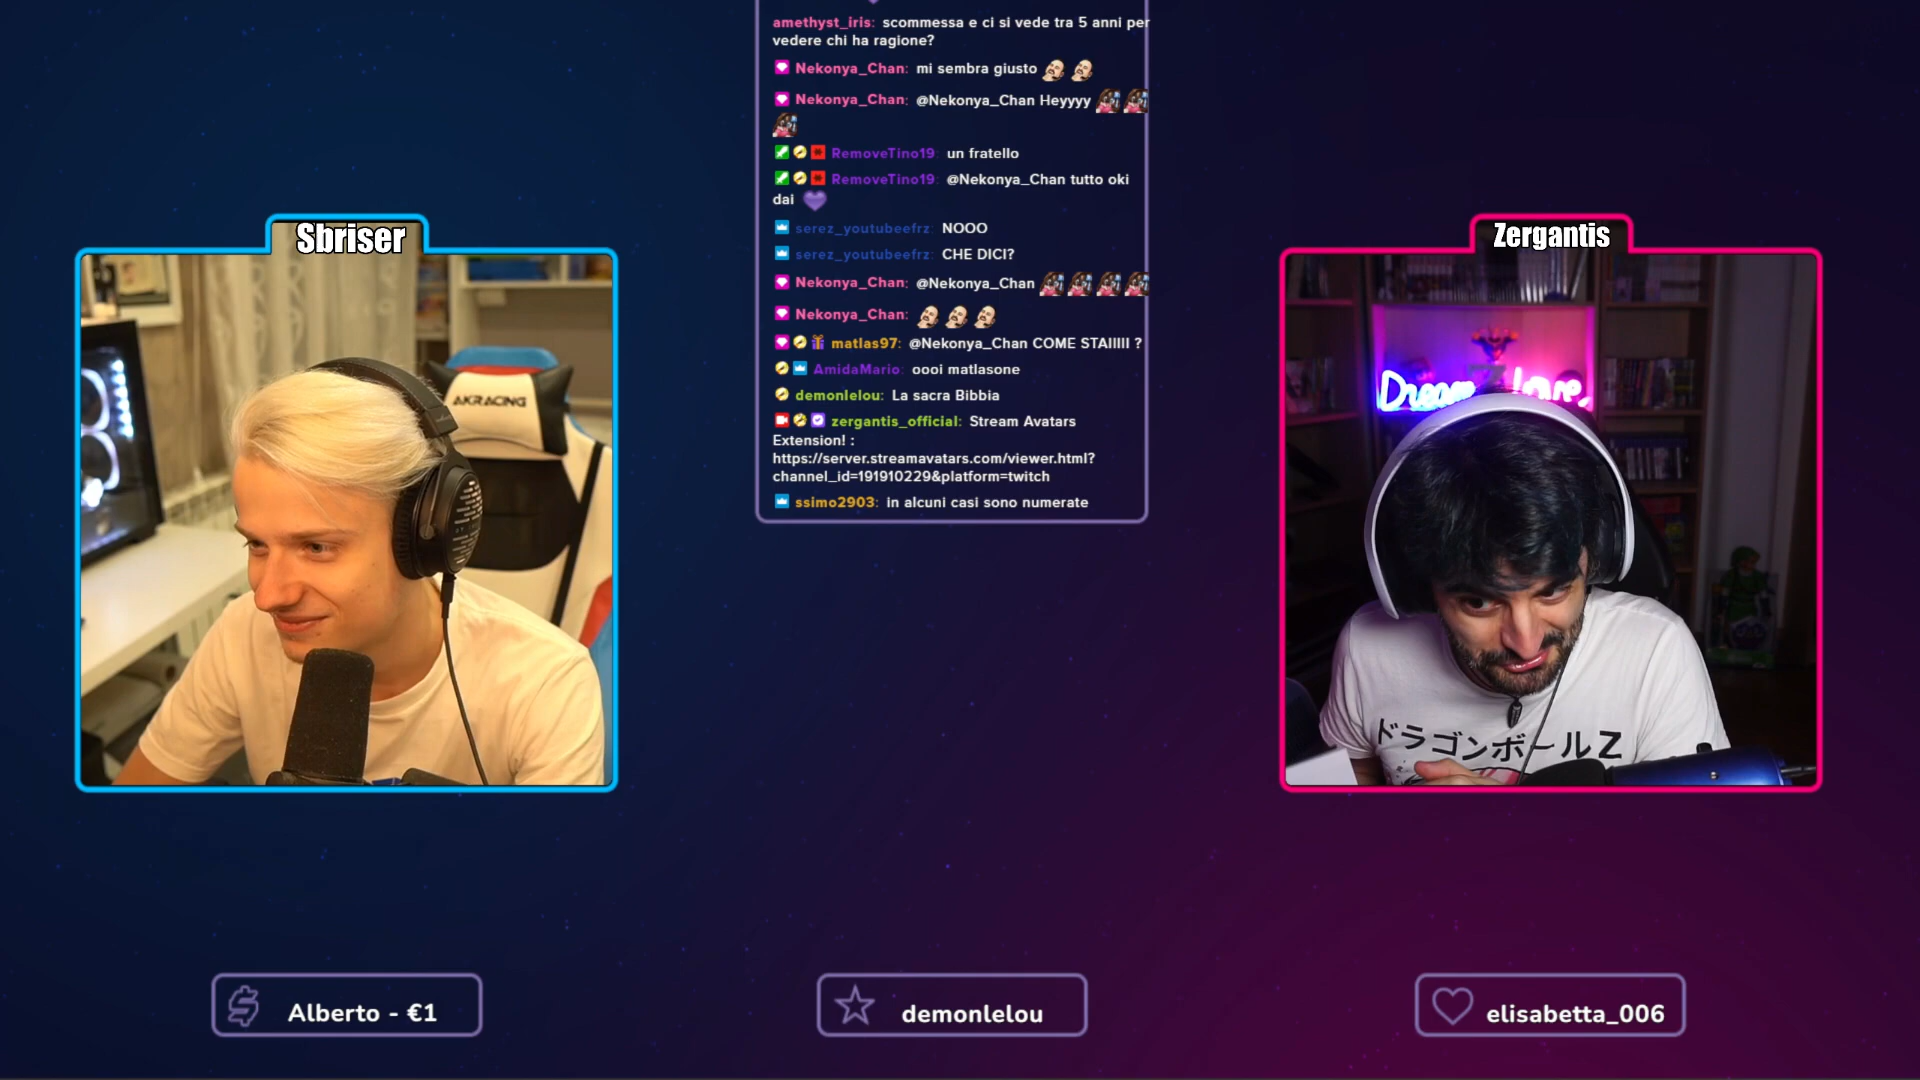 amethyst_iris: scommessa e ci si vede tra 5 anni per
vedere chi ha ragione?
Nekonya_Chan: mi sembra giusto
Nekonya_Chan: @Nekonya_Chan Heyyyy
RemoveTino19: un fratello
RemoveTino19: @Nekonya_Chan tutto oki
dai
serez_youtubeefrz: NOOO
serez_youtubeefrz: CHE DICI?
Nekonya_Chan: @Nekonya_Chan
Nekonya_Chan:
matlas97: @Nekonya_Chan COME STAIIIII ?
AmidaMario: oooi matlasone
demonlelou: La sacra Bibbia
zergantis_official: Stream Avatars
Extension! :
https://server.streamavatars.com/viewer.html?
channel_id=191910229&platform=twitch
ssimo2903: in alcuni casi sono numerate
Sbriser
AKRACING
Zergantis
Dream
love,
ドラゴンボールZ
Alberto - €1
demonlelou
elisabetta_006